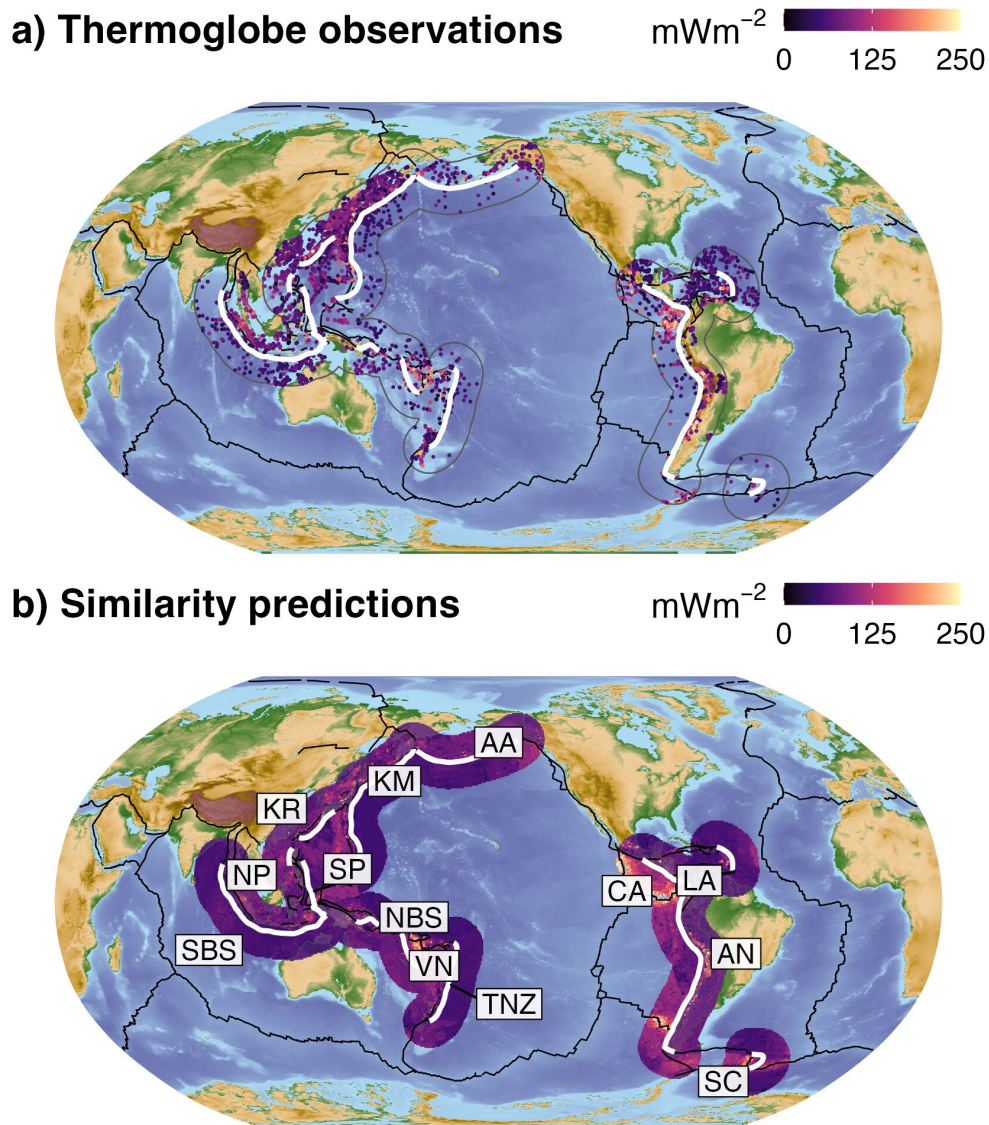 a) Thermoglobe observations
mWm⁻²
0 125 250
b) Similarity predictions
mWm⁻²
0 125 250
AA
KM
KR
NP
SP
CA
LA
NBS
SBS
VN
AN
TNZ
SC